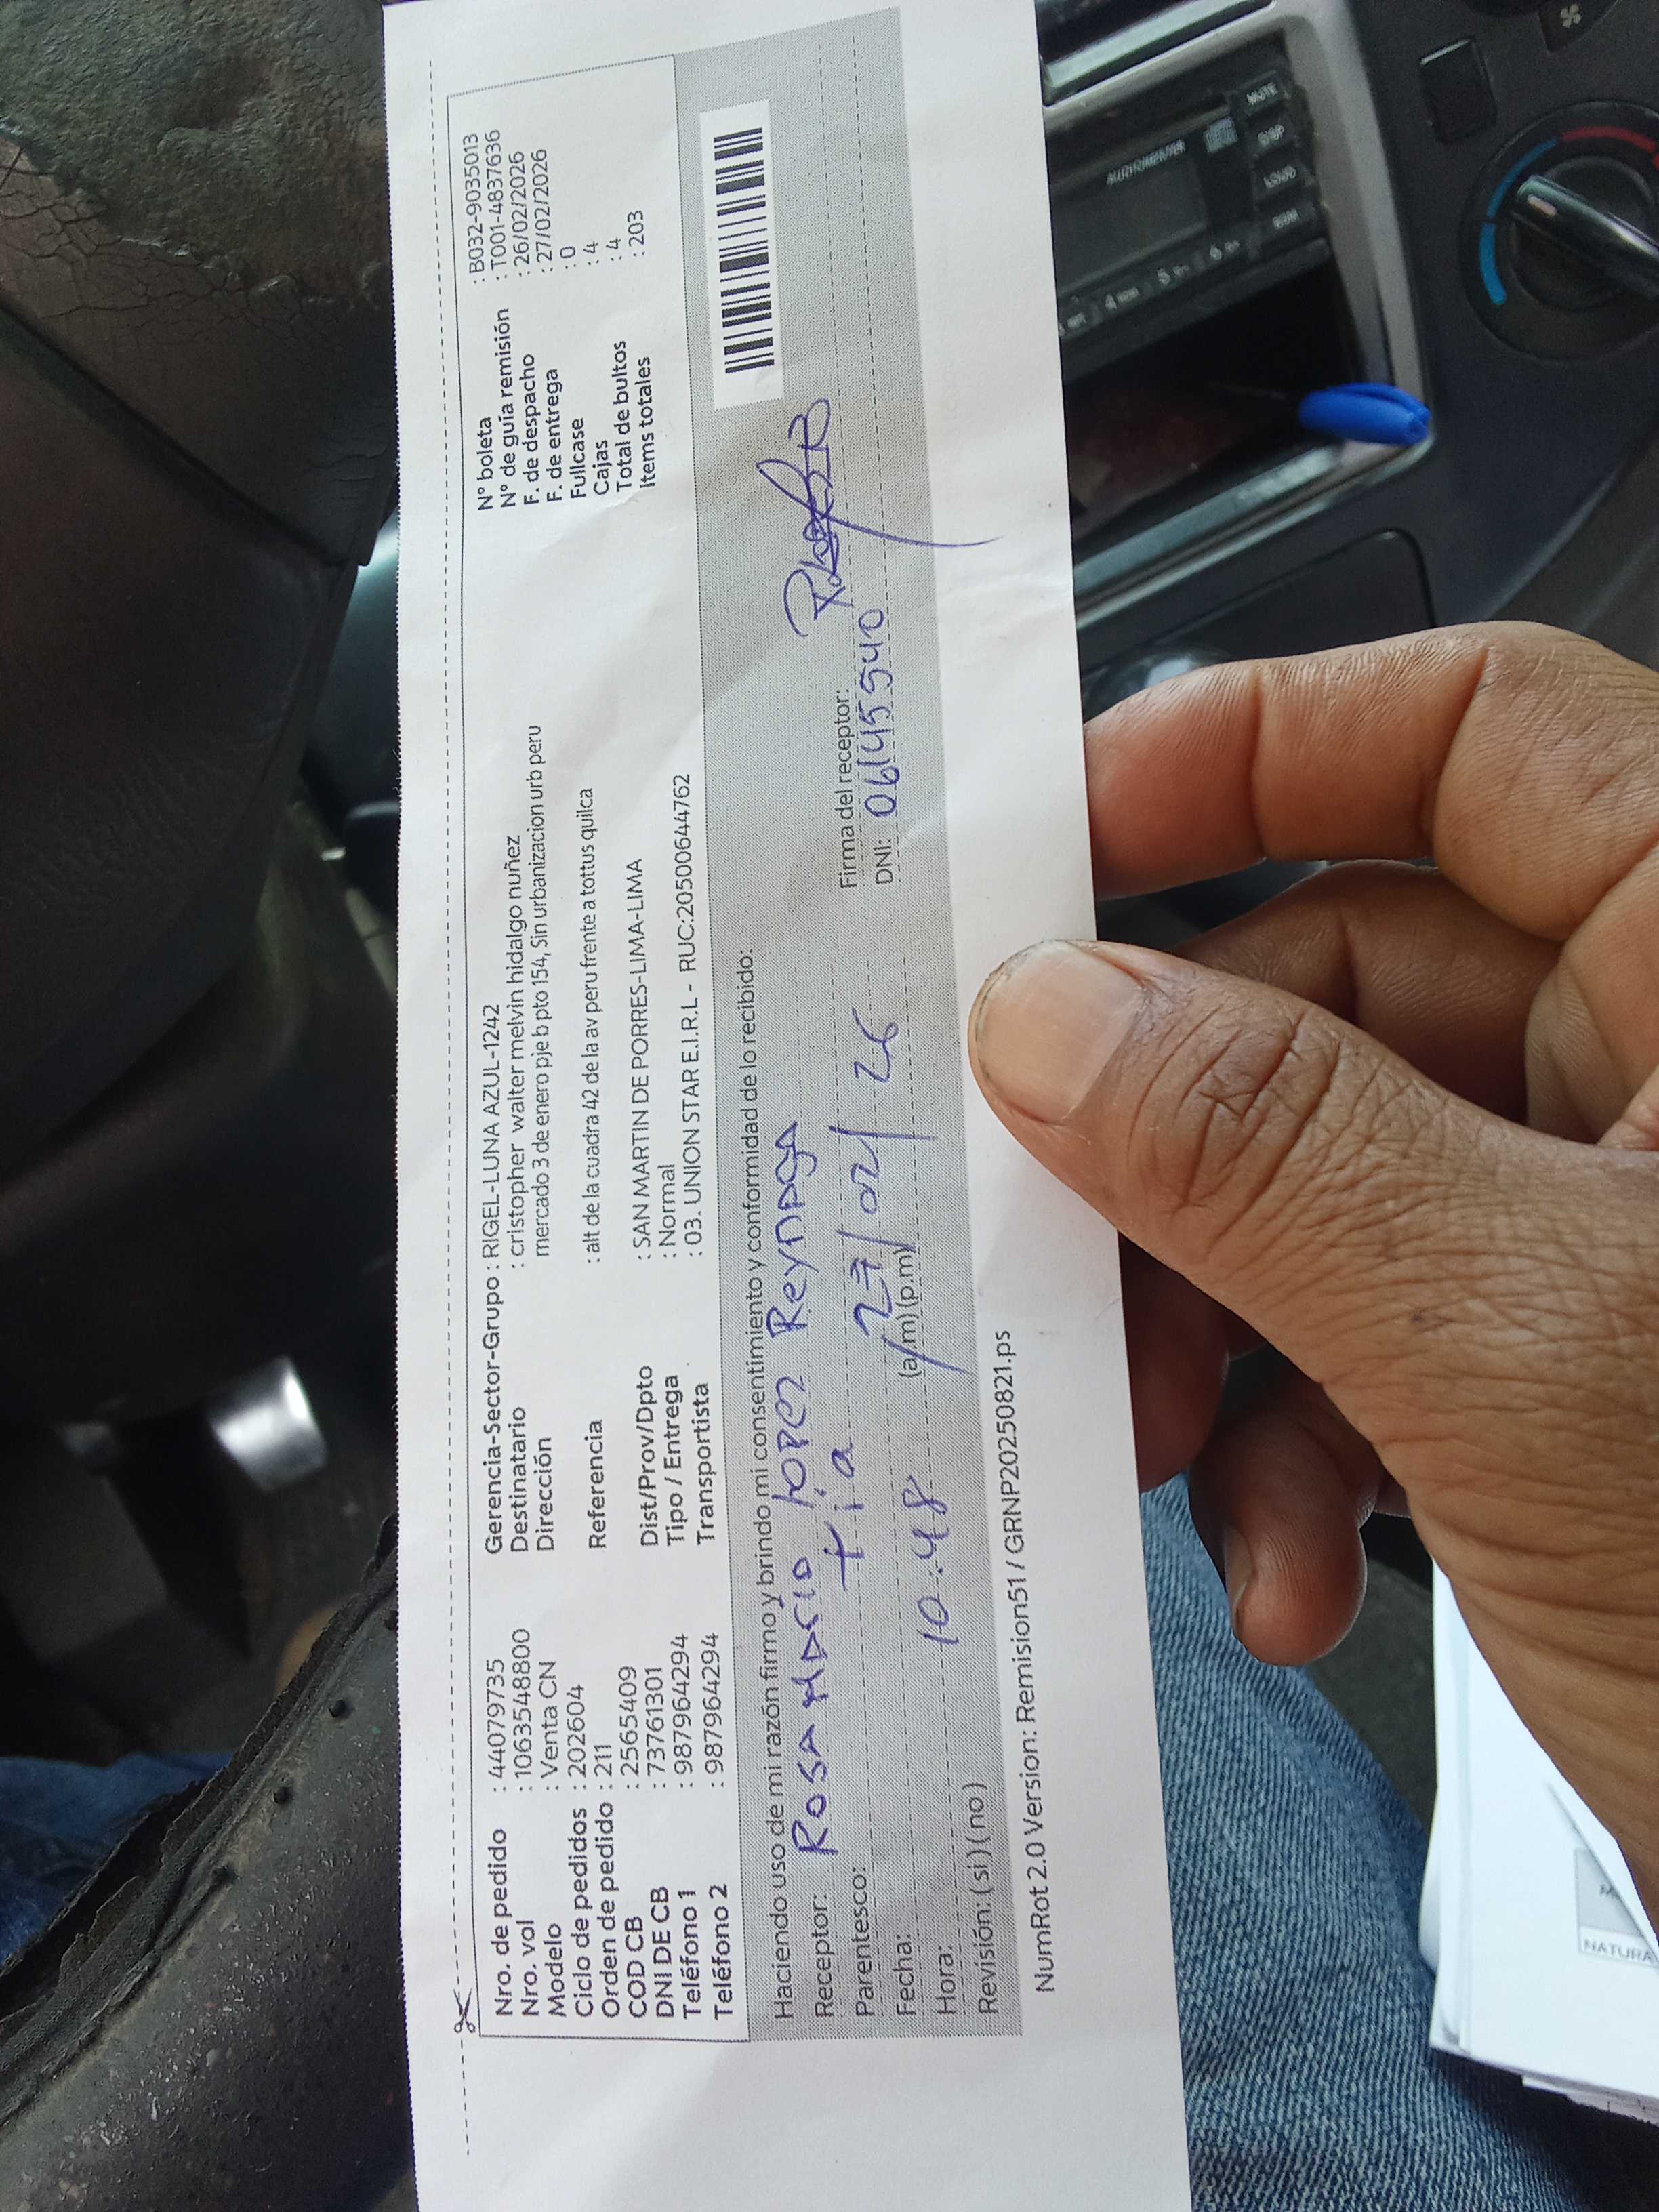 Nro. de pedido : 44079735
Nro. vol : 1063548800
Modelo : Venta CN
Ciclo de pedidos : 202604
Orden de pedido : 211
COD CB : 2565409
DNI DE CB : 73761301
Teléfono 1 : 987964294
Teléfono 2 : 987964294
Gerencia-Sector-Grupo : RIGEL-LUNA AZUL-1242
Destinatario : cristopher walter melvin hidalgo nuñez
Dirección mercado 3 de enero pje b pto 154, Sin urbanizacion urb peru
Referencia : alt de la cuadra 42 de la av peru frente a tottus quilca
Dist/Prov/Dpto : SAN MARTIN DE PORRES-LIMA-LIMA
Tipo / Entrega : Normal
Transportista : 03. UNION STAR E.I.R.L - RUC:20500644762
N° boleta : B032-9035013
N° de guía remisión : T001-4837636
F. de despacho : 26/02/2026
F. de entrega : 27/02/2026
Fullcase : 0
Cajas : 4
Total de bultos : 4
Items totales : 203
Haciendo uso de mi razón firmo y brindo mi consentimiento y conformidad de lo recibido:
Receptor: ROSA MARIO lopez Reynaga
Parentesco: tia
Fecha: 27/02/26
Hora: 10:48 (a.m) (p.m)
Revisión: ( si ) ( no )
Firma del receptor:
DNI: 06145540
NumRot 2.0 Version: Remision51 / GRNP20250821.ps
AUDIOMASTER
NATURA